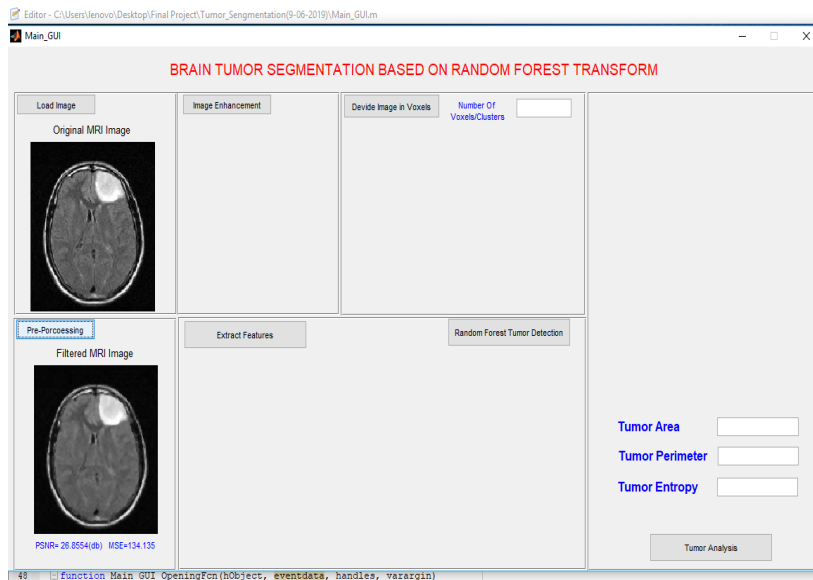 Editor - C:\Users\lenovo\Desktop\Final Project\Tumor_Sengmentation(9-06-2019)\Main_GUI.m
Main_GUI
BRAIN TUMOR SEGMENTATION BASED ON RANDOM FOREST TRANSFORM
Load Image
Original MRI Image
Image Enhancement
Devide Image in Voxels
Number Of
Voxels/Clusters
Pre-Porcoessing
Filtered MRI Image
PSNR= 26.8554(db) MSE=134.135
Extract Features
Random Forest Tumor Detection
Tumor Area
Tumor Perimeter
Tumor Entropy
Tumor Analysis
48 function Main_GUI_OpeningFcn(hObject, eventdata, handles, varargin)